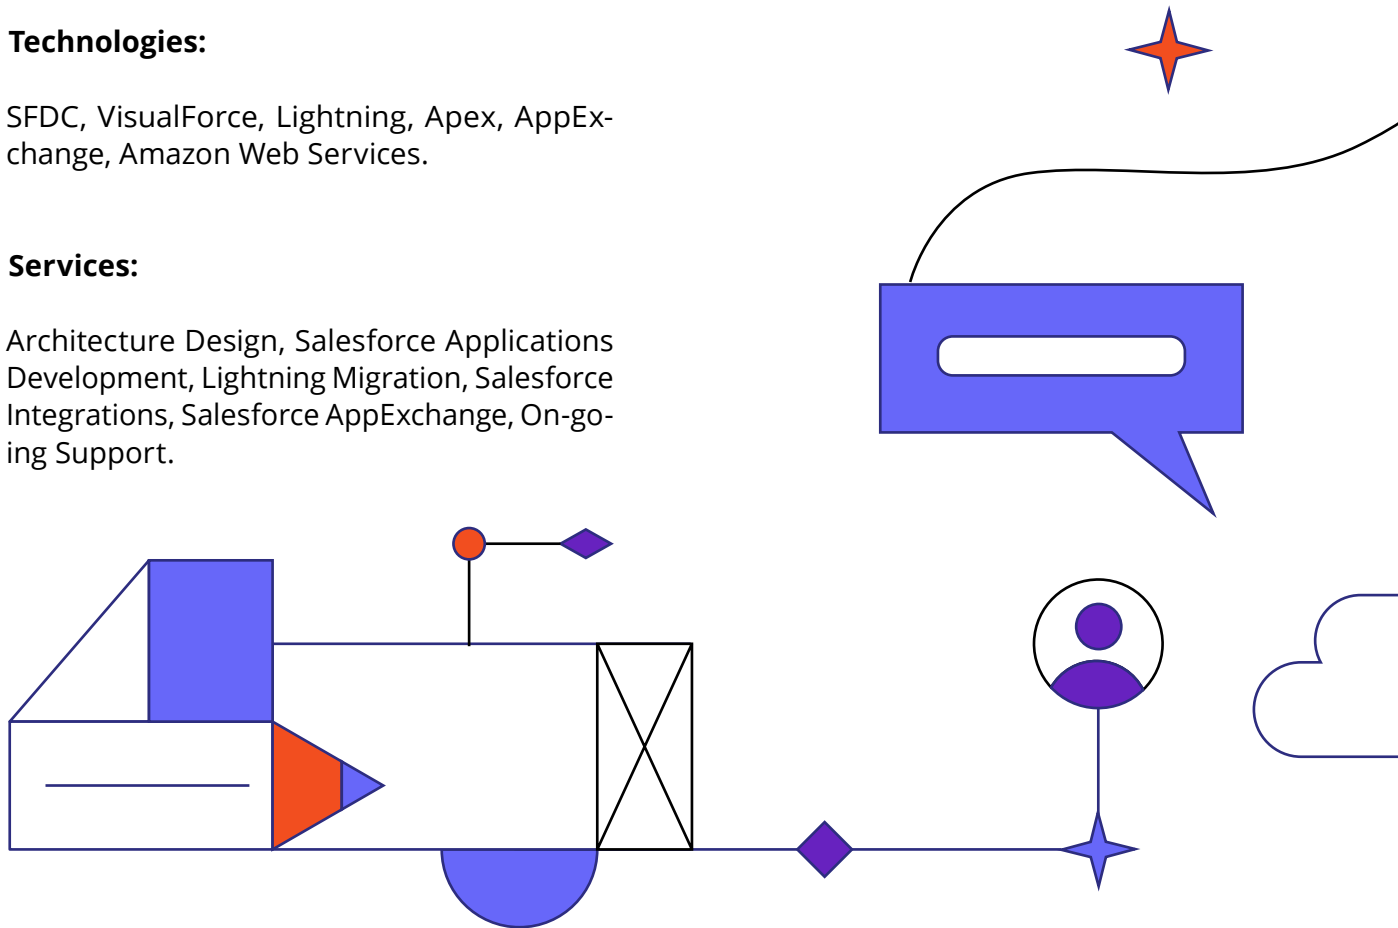 Technologies:
SFDC, VisualForce, Lightning, Apex, AppEx-
change, Amazon Web Services.
Services:
Architecture Design, Salesforce Applications
Development, Lightning Migration, Salesforce
Integrations, Salesforce AppExchange, On-go-
ing Support.